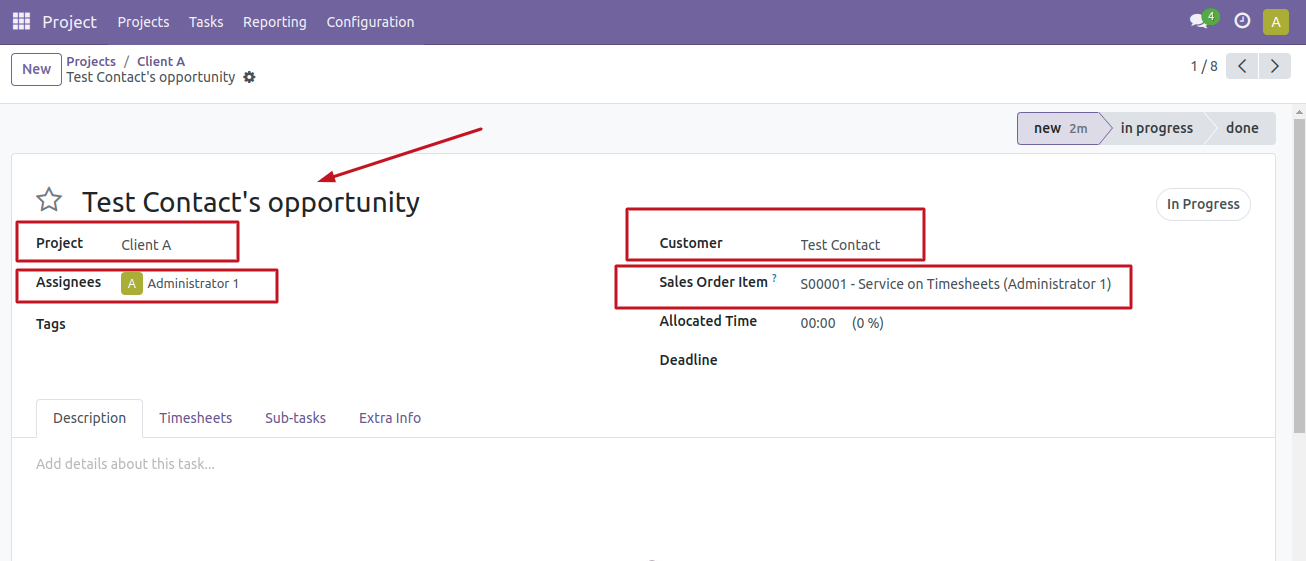 Project Projects Tasks Reporting Configuration 4 A
New Projects / Client A
Test Contact's opportunity
1 / 8
new 2m in progress done
Test Contact's opportunity
In Progress
Project Client A
Customer Test Contact
Assignees A Administrator 1
Sales Order Item ? S00001 - Service on Timesheets (Administrator 1)
Tags
Allocated Time 00:00 (0 %)
Deadline
Description Timesheets Sub-tasks Extra Info
Add details about this task...